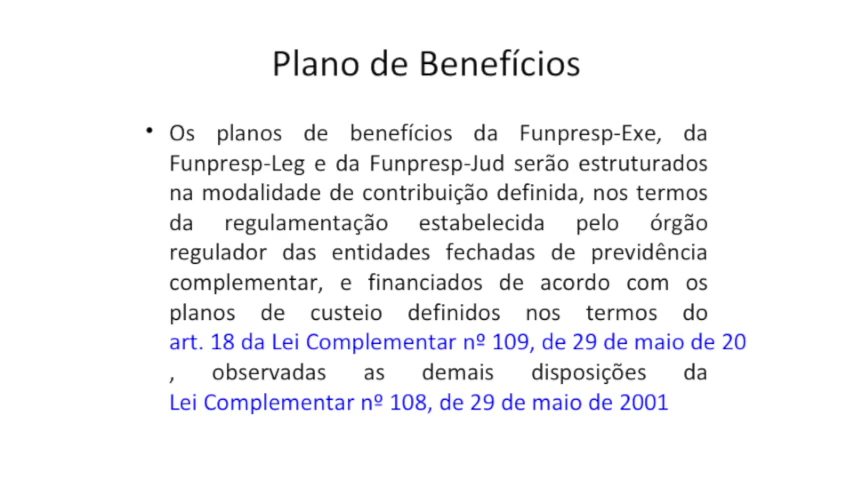 Plano de Benefícios
• Os planos de benefícios da Funpresp-Exe, da
Funpresp-Leg e da Funpresp-Jud serão estruturados
na modalidade de contribuição definida, nos termos
da regulamentação estabelecida pelo órgão
regulador das entidades fechadas de previdência
complementar, e financiados de acordo com os
planos de custeio definidos nos termos do
art. 18 da Lei Complementar nº 109, de 29 de maio de 20
, observadas as demais disposições da
Lei Complementar nº 108, de 29 de maio de 2001